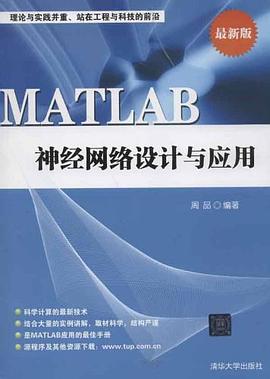 理论与实践并重、站在工程与科技的前沿
最新版
MATLAB
神经网络设计与应用
周品 ◎编著
科学计算的最新技术
结合大量的实例讲解，取材科学，结构严谨
是MATLAB应用的最佳手册
源程序及其他资源下载：www.tup.com.cn
清华大学出版社